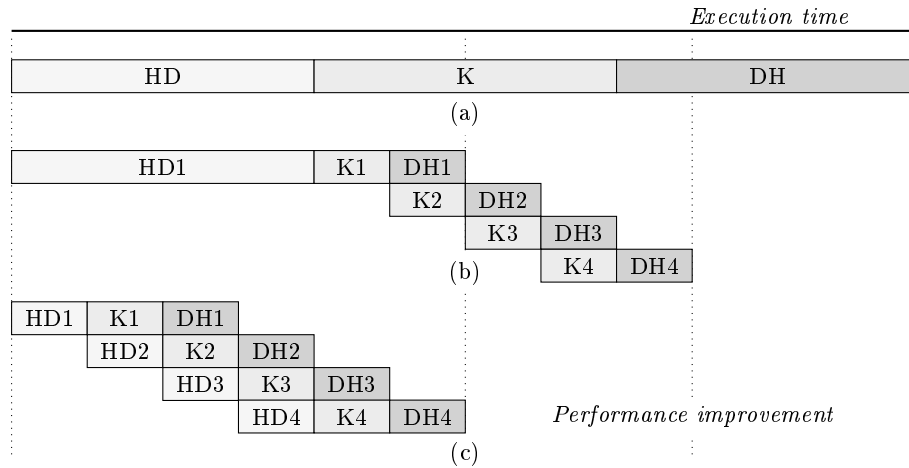 Execution time
HD K DH
(a)
HD1 K1 DH1
K2 DH2
K3 DH3
K4 DH4
(b)
HD1 K1 DH1
HD2 K2 DH2
HD3 K3 DH3
HD4 K4 DH4
Performance improvement
(c)